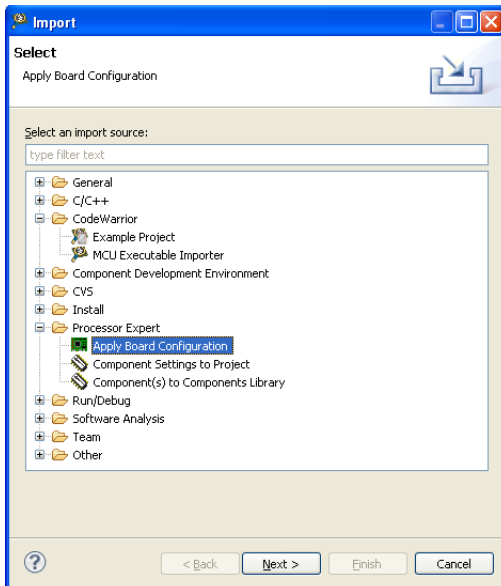 Import
Select
Apply Board Configuration
Select an import source:
type filter text
General
C/C++
CodeWarrior
Example Project
MCU Executable Importer
Component Development Environment
CVS
Install
Processor Expert
Apply Board Configuration
Component Settings to Project
Component(s) to Components Library
Run/Debug
Software Analysis
Team
Other
? < Back Next > Finish Cancel